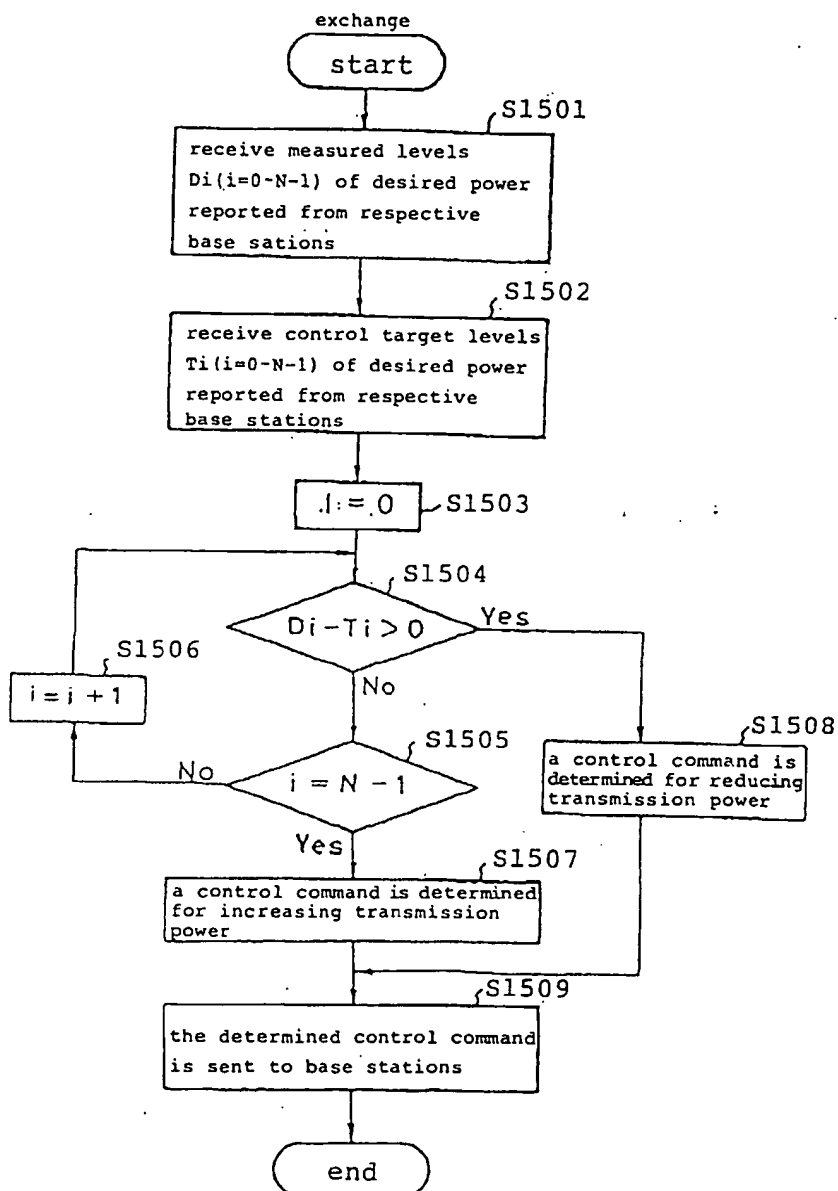 exchange
start
S1501
receive measured levels
Di(i=0-N-1) of desired power
reported from respective
base sations
S1502
receive control target levels
Ti(i=0-N-1) of desired power
reported from respective
base stations
i = 0
S1503
S1504
Di-Ti > 0
Yes
S1506
i = i + 1
No
S1505
i = N - 1
No
S1508
a control command is
determined for reducing
transmission power
Yes
S1507
a control command is determined
for increasing transmission
power
S1509
the determined control command
is sent to base stations
end